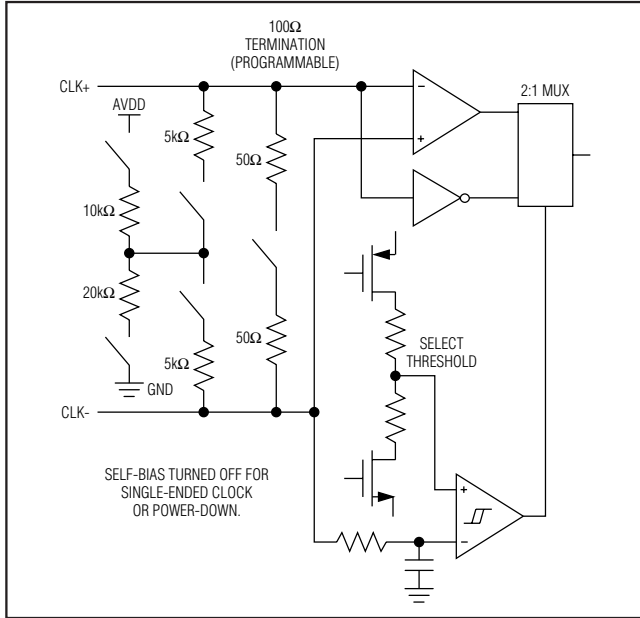 100Ω
TERMINATION
(PROGRAMMABLE)
CLK+
AVDD
2:1 MUX
5kΩ
50Ω
10kΩ
20kΩ
5kΩ
50Ω
SELECT
THRESHOLD
GND
CLK-
SELF-BIAS TURNED OFF FOR
SINGLE-ENDED CLOCK
OR POWER-DOWN.
−
+
+
−